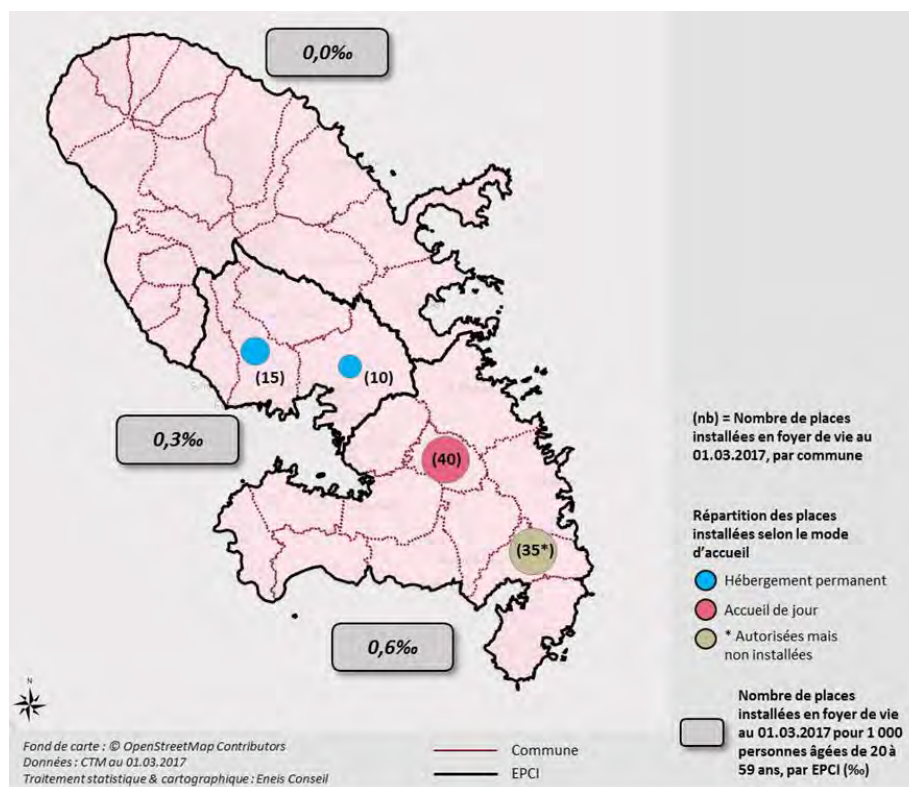 0,0‰
(15)
(10)
0,3‰
(40)
(35*)
0,6‰
(nb) = Nombre de places
installées en foyer de vie au
01.03.2017, par commune
Répartition des places
installées selon le mode
d'accueil
Hébergement permanent
Accueil de jour
* Autorisées mais
non installées
Nombre de places
installées en foyer de vie
au 01.03.2017 pour 1 000
personnes âgées de 20 à
59 ans, par EPCI (‰)
N
Fond de carte : © OpenStreetMap Contributors
Données : CTM au 01.03.2017
Traitement statistique & cartographique : Eneis Conseil
Commune
EPCI